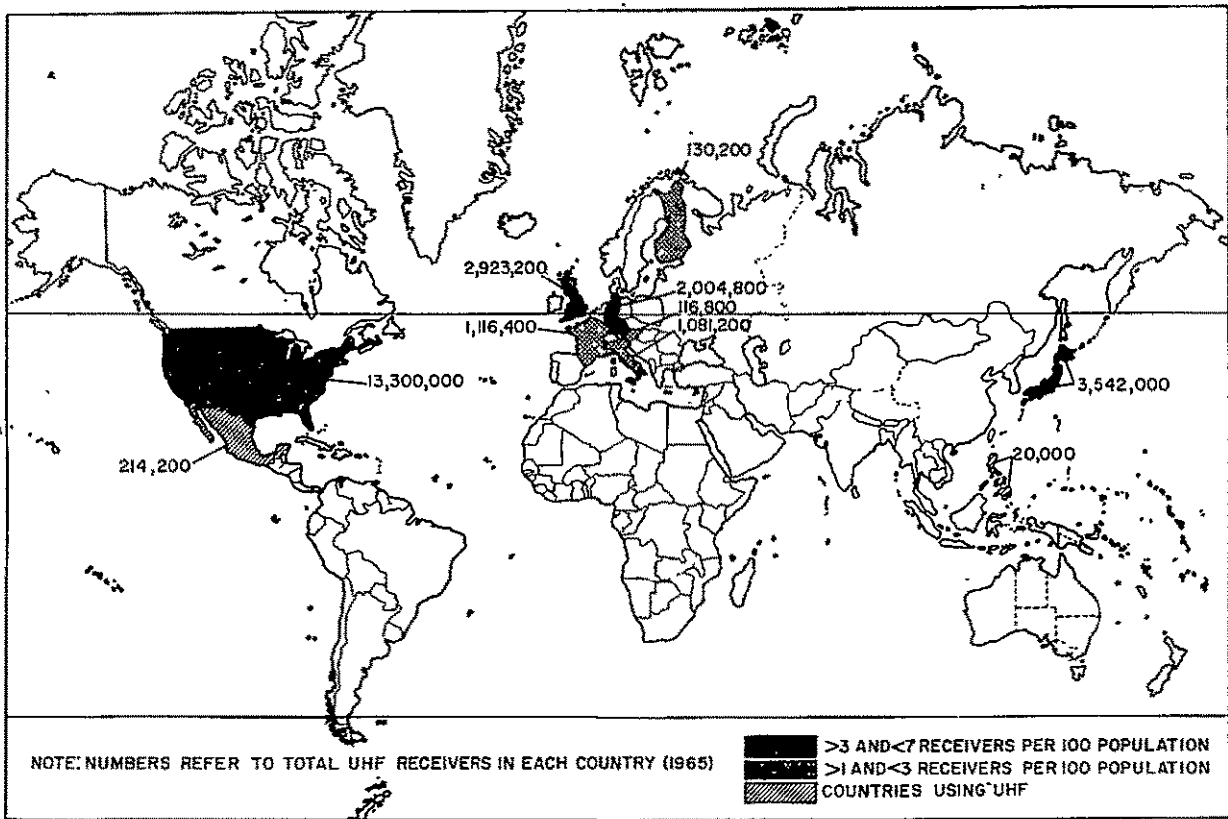 130,200
2,923,200
2,004,800
116,800
1,116,400
1,081,200
13,300,000
3,542,000
214,200
20,000
NOTE: NUMBERS REFER TO TOTAL UHF RECEIVERS IN EACH COUNTRY (1965)
>3 AND<7 RECEIVERS PER 100 POPULATION
>1 AND<3 RECEIVERS PER 100 POPULATION
COUNTRIES USING UHF